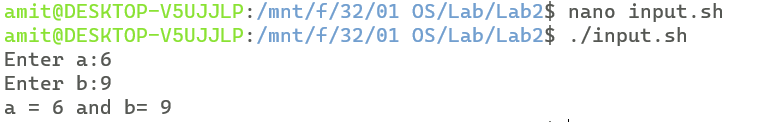 amit@DESKTOP-V5UJJLP:/mnt/f/32/01 OS/Lab/Lab2$ nano input.sh
amit@DESKTOP-V5UJJLP:/mnt/f/32/01 OS/Lab/Lab2$ ./input.sh
Enter a:6
Enter b:9
a = 6 and b= 9